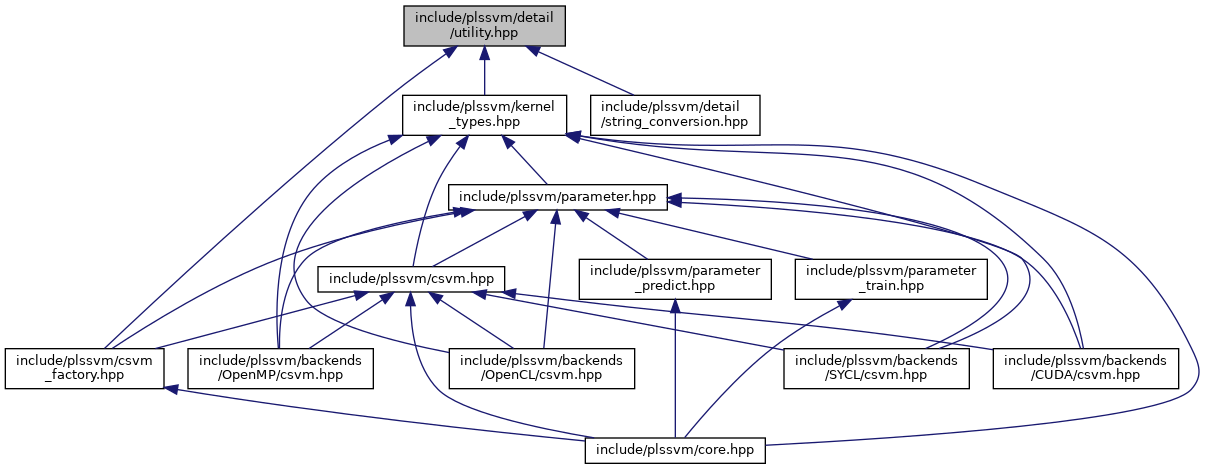 include/plssvm/detail
/utility.hpp
include/plssvm/kernel
_types.hpp
include/plssvm/detail
/string_conversion.hpp
include/plssvm/parameter.hpp
include/plssvm/csvm.hpp
include/plssvm/parameter
_predict.hpp
include/plssvm/parameter
_train.hpp
include/plssvm/csvm
_factory.hpp
include/plssvm/backends
/OpenMP/csvm.hpp
include/plssvm/backends
/OpenCL/csvm.hpp
include/plssvm/backends
/SYCL/csvm.hpp
include/plssvm/backends
/CUDA/csvm.hpp
include/plssvm/core.hpp